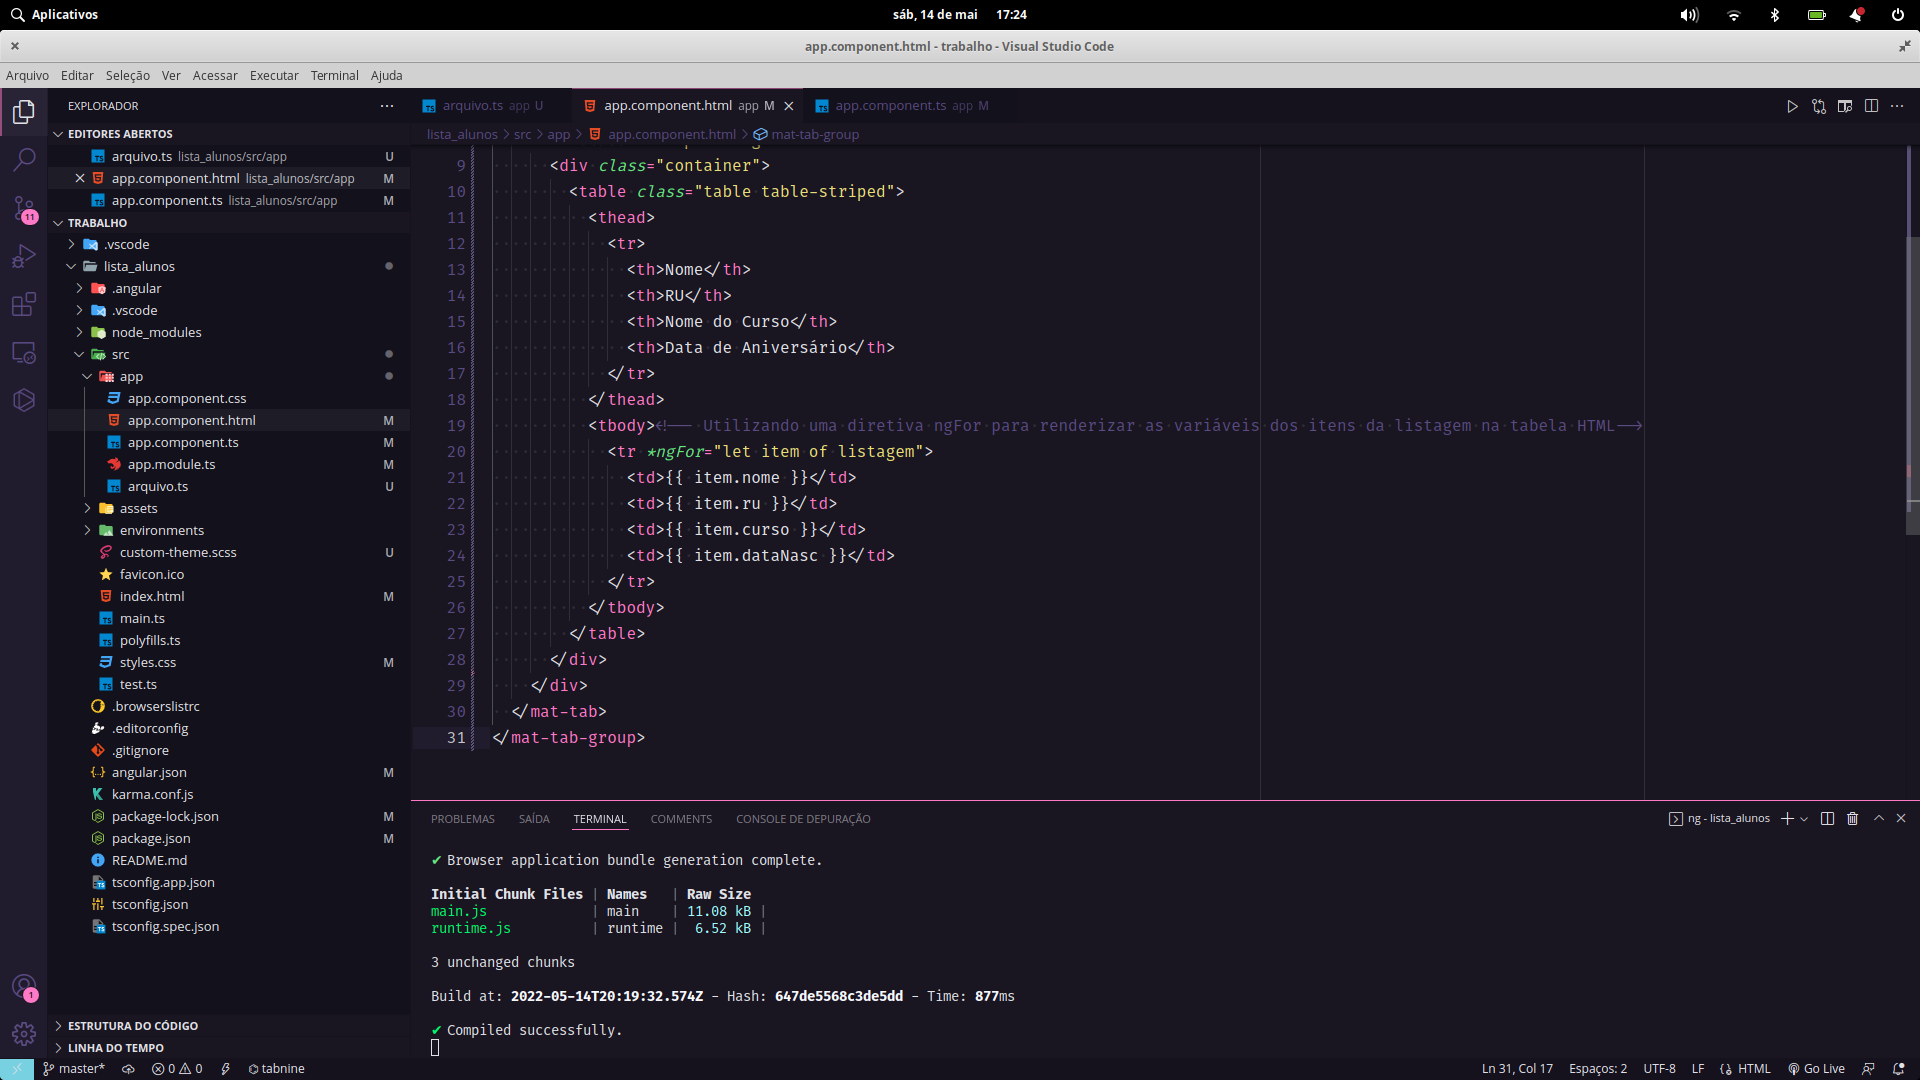 Aplicativos
sáb, 14 de mai 17:24
app.component.html - trabalho - Visual Studio Code
Arquivo Editar Seleção Ver Acessar Executar Terminal Ajuda
EXPLORADOR
EDITORES ABERTOS
arquivo.ts lista_alunos/src/app U
app.component.html lista_alunos/src/app M
app.component.ts lista_alunos/src/app M
TRABALHO
.vscode
lista_alunos
.angular
.vscode
node_modules
src
app
app.component.css
app.component.html M
app.component.ts M
app.module.ts M
arquivo.ts U
assets
environments
custom-theme.scss U
favicon.ico
index.html M
main.ts
polyfills.ts
styles.css M
test.ts
.browserslistrc
.editorconfig
.gitignore
angular.json M
karma.conf.js
package-lock.json M
package.json M
README.md
tsconfig.app.json
tsconfig.json
tsconfig.spec.json
ESTRUTURA DO CÓDIGO
LINHA DO TEMPO
11
1
arquivo.ts app U
app.component.html app M
app.component.ts app M
lista_alunos > src > app > app.component.html > mat-tab-group
9 <div class="container">
10 <table class="table table-striped">
11 <thead>
12 <tr>
13 <th>Nome</th>
14 <th>RU</th>
15 <th>Nome do Curso</th>
16 <th>Data de Aniversário</th>
17 </tr>
18 </thead>
19 <tbody><!-- Utilizando uma diretiva ngFor para renderizar as variáveis dos itens da listagem na tabela HTML-->
20 <tr *ngFor="let item of listagem">
21 <td>{{ item.nome }}</td>
22 <td>{{ item.ru }}</td>
23 <td>{{ item.curso }}</td>
24 <td>{{ item.dataNasc }}</td>
25 </tr>
26 </tbody>
27 </table>
28 </div>
29 </div>
30 </mat-tab>
31 </mat-tab-group>
PROBLEMAS SAÍDA TERMINAL COMMENTS CONSOLE DE DEPURAÇÃO
ng - lista_alunos
✔ Browser application bundle generation complete.
Initial Chunk Files | Names | Raw Size
main.js | main | 11.08 kB |
runtime.js | runtime | 6.52 kB |
3 unchanged chunks
Build at: 2022-05-14T20:19:32.574Z - Hash: 647de5568c3de5dd - Time: 877ms
✔ Compiled successfully.
master* 0 0 tabnine
Ln 31, Col 17 Espaços: 2 UTF-8 LF HTML Go Live